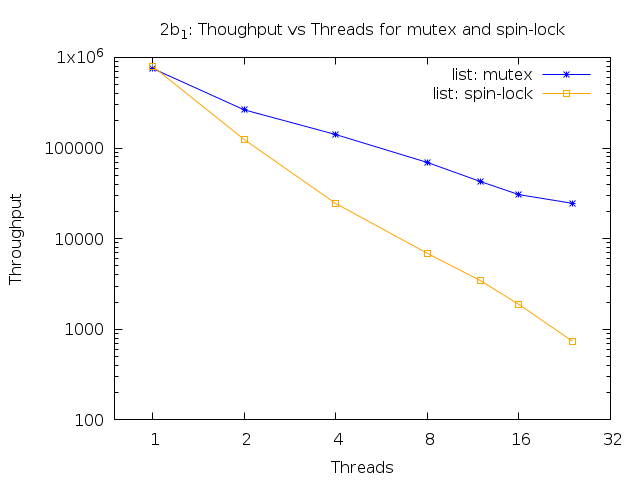 2b1: Thoughput vs Threads for mutex and spin-lock
1x10^6
list: mutex
list: spin-lock
100000
Throughput
10000
1000
100
1 2 4 8 16 32
Threads